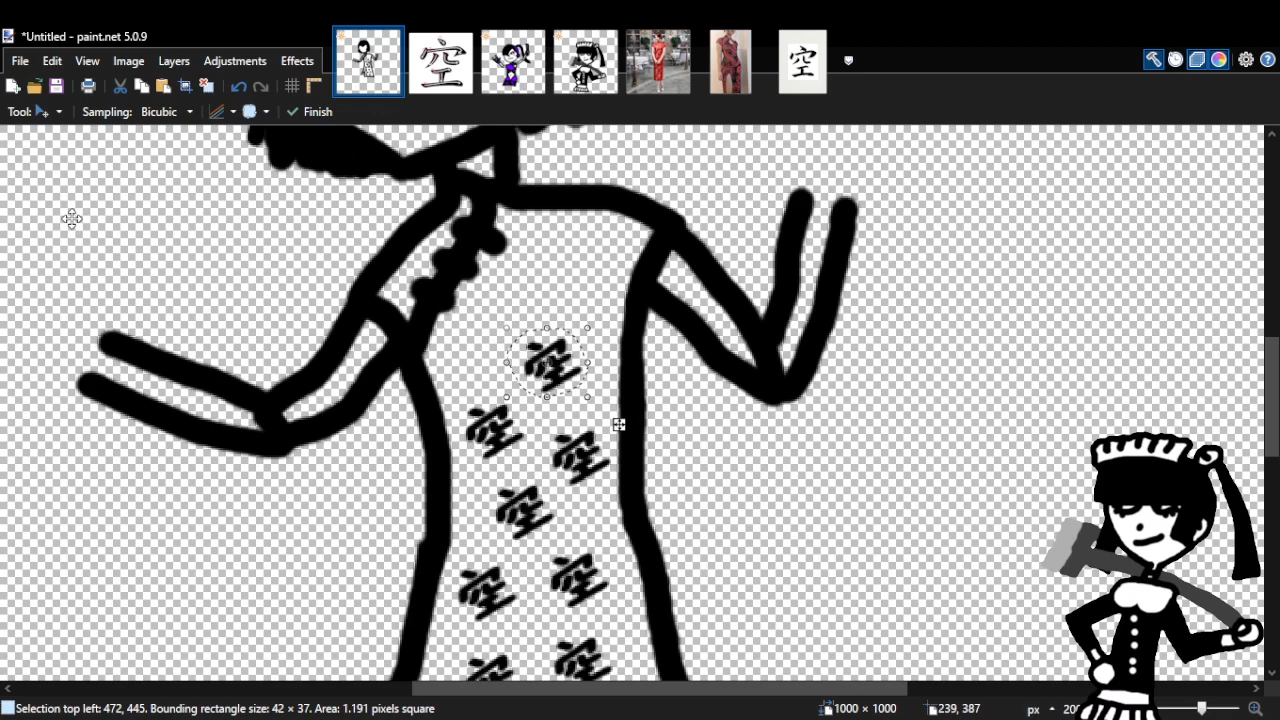 *Untitled - paint.net 5.0.9
File Edit View Image Layers Adjustments Effects
空
空
Tool: Sampling: Bicubic Finish
空
空
空
空
空
空
空
空
Selection top left: 472, 445. Bounding rectangle size: 42 × 37. Area: 1.191 pixels square
1000 × 1000
239, 387
px